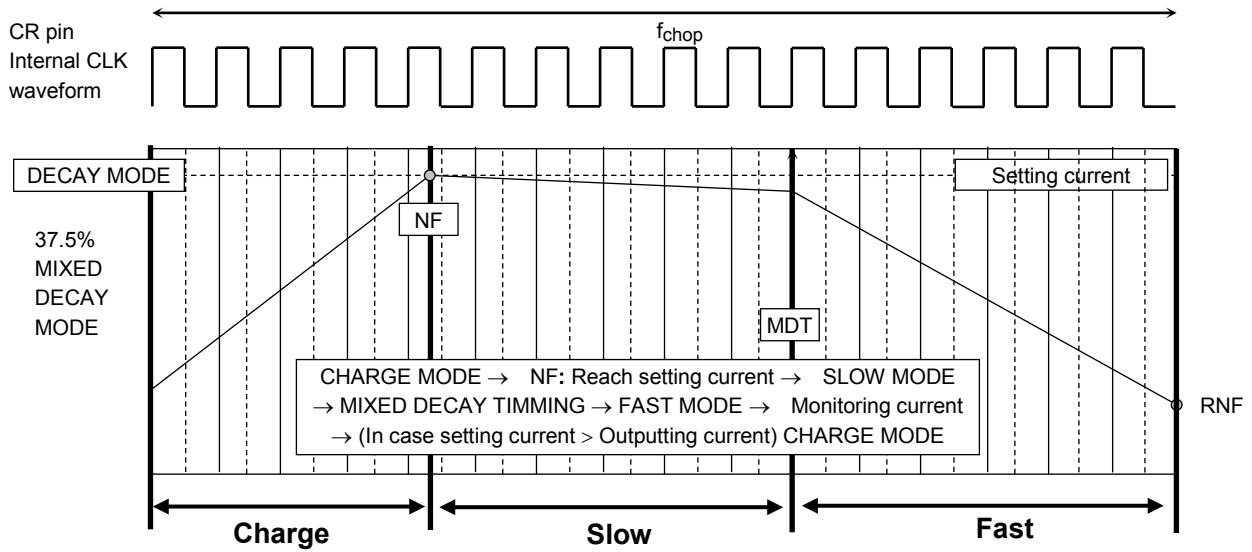 fchop
CR pin
Internal CLK
waveform
DECAY MODE
Setting current
NF
37.5%
MIXED
DECAY
MODE
MDT
CHARGE MODE → NF: Reach setting current → SLOW MODE
→ MIXED DECAY TIMMING → FAST MODE → Monitoring current
→ (In case setting current > Outputting current) CHARGE MODE
RNF
Charge
Slow
Fast